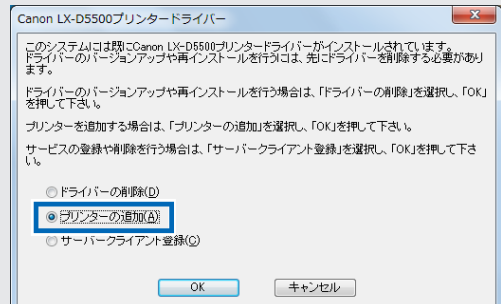 Canon LX-D5500プリンタードライバー
このシステムには既にCanon LX-D5500プリンタードライバーがインストールされています。
ドライバーのバージョンアップや再インストールを行うには、先にドライバーを削除する必要があり
ます。
ドライバーのバージョンアップや再インストールを行う場合は、「ドライバーの削除」を選択し、「OK」
を押して下さい。
プリンターを追加する場合は、「プリンターの追加」を選択し、「OK」を押して下さい。
サービスの登録や削除を行う場合は、「サーバークライアント登録」を選択し、「OK」を押して下さ
い。
ドライバーの削除(D)
プリンターの追加(A)
サーバークライアント登録(C)
OK
キャンセル